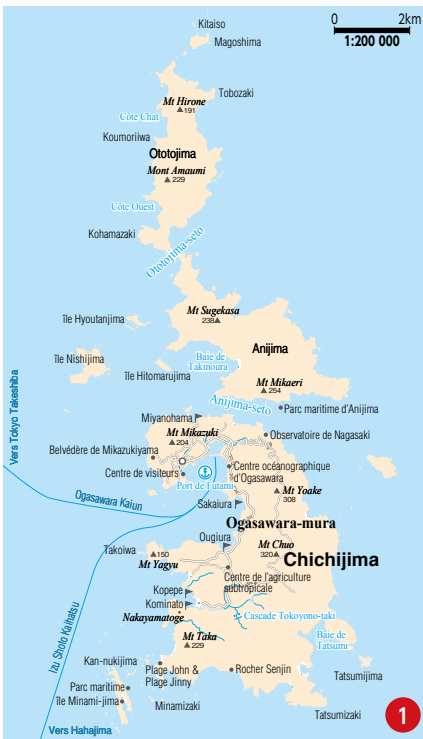 Kitaiso
Magoshima
0 2km
1:200 000
Mt Hirone
191
Tobozaki
Côte Chat
Koumoriiwa
Ototojima
Mont Amaumi
229
Côte Ouest
Kohamazaki
Ototojima-seto
Mt Sugekasa
238
île Hyoutanjima
Anijima
île Nishijima
Baie de
Takinoura
île Hitomarujima
Mt Mikaeri
254
Anijima-seto
Parc maritime d'Anijima
Vers Tokyo Takeshiba
Miyanohama
Mt Mikazuki
204
Observatoire de Nagasaki
Belvédère de Mikazukiyama
Centre de visiteurs
Centre océanographique
d'Ogasawara
Port de Futami
Mt Yoake
308
Ogasawara Kaiun
Sakaiura
Ogasawara-mura
Ougiura
Takoiwa
150
Mt Yagyu
Mt Chuo
320
Chichijima
Centre de l'agriculture
subtropicale
Kopepe
Kominato
Nakayamatoge
Cascade Tokoyono-taki
Izu Shoto Kaihatsu
Mt Taka
229
Baie de
Tatsumi
Kan-nukijima
Plage John &
Plage Jinny
Rocher Senjin
Tatsumijima
Parc maritime
île Minami-jima
Minamizaki
Tatsumizaki
Vers Hahajima
1